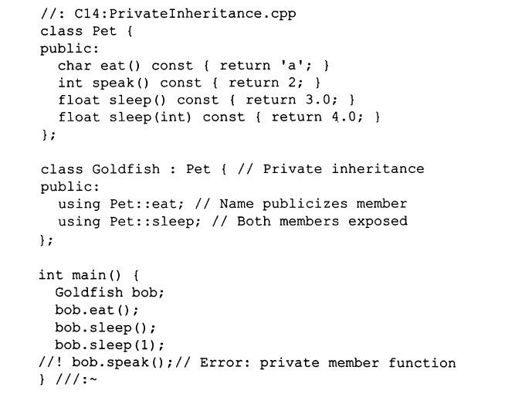 //: C14:PrivateInheritance.cpp
class Pet {
public:
  char eat() const { return 'a'; }
  int speak() const { return 2; }
  float sleep() const { return 3.0; }
  float sleep(int) const { return 4.0; }
};

class Goldfish : Pet { // Private inheritance
public:
  using Pet::eat; // Name publicizes member
  using Pet::sleep; // Both members exposed
};

int main() {
  Goldfish bob;
  bob.eat();
  bob.sleep();
  bob.sleep(1);
//! bob.speak();// Error: private member function
} ///:~